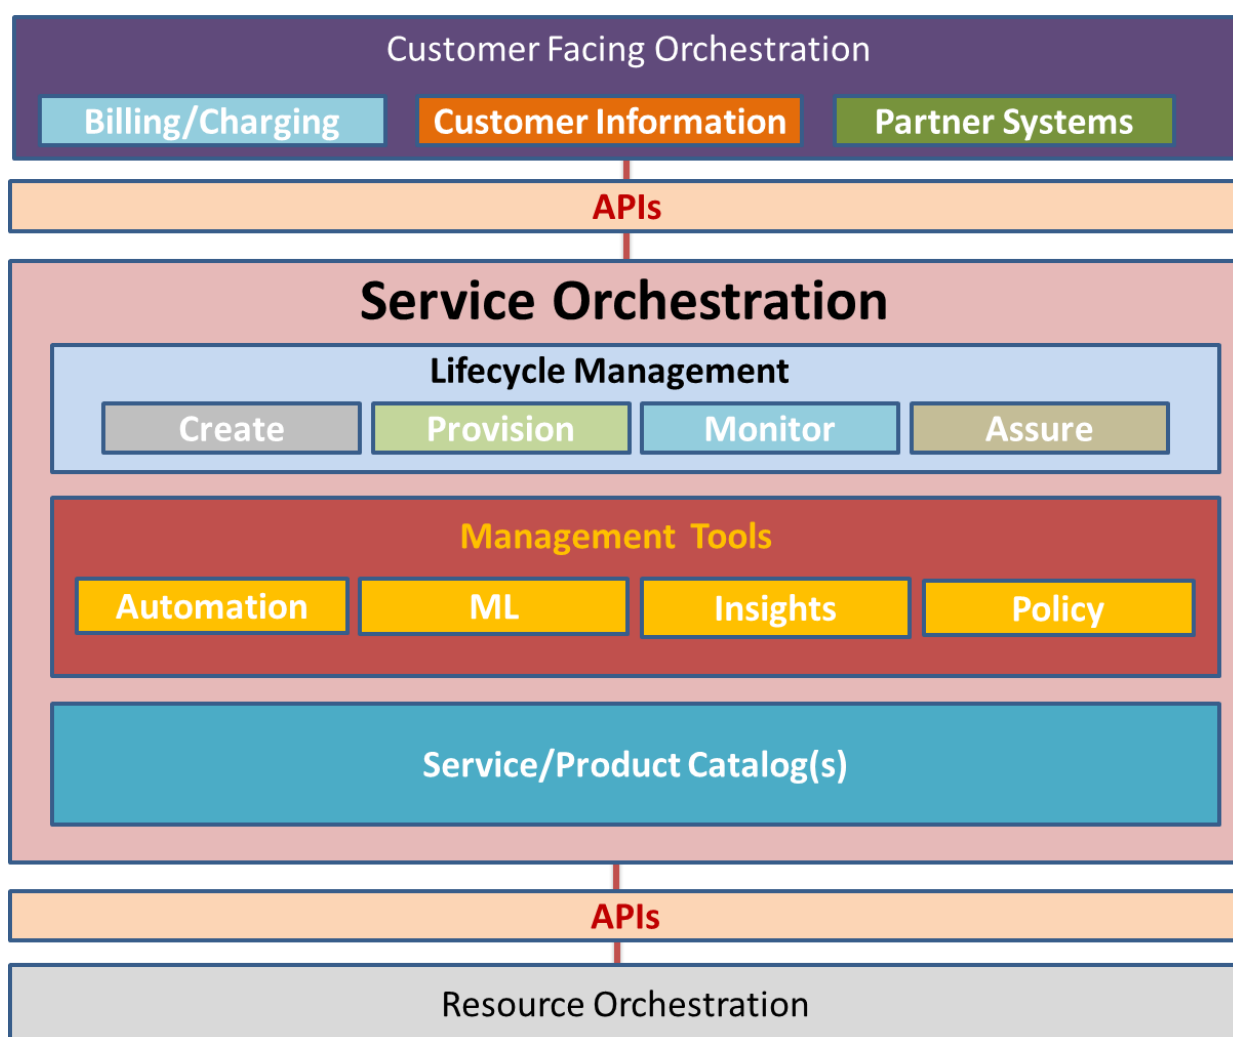 Customer Facing Orchestration
Billing/Charging
Customer Information
Partner Systems
APIs
Service Orchestration
Lifecycle Management
Create
Provision
Monitor
Assure
Management Tools
Automation
ML
Insights
Policy
Service/Product Catalog(s)
APIs
Resource Orchestration